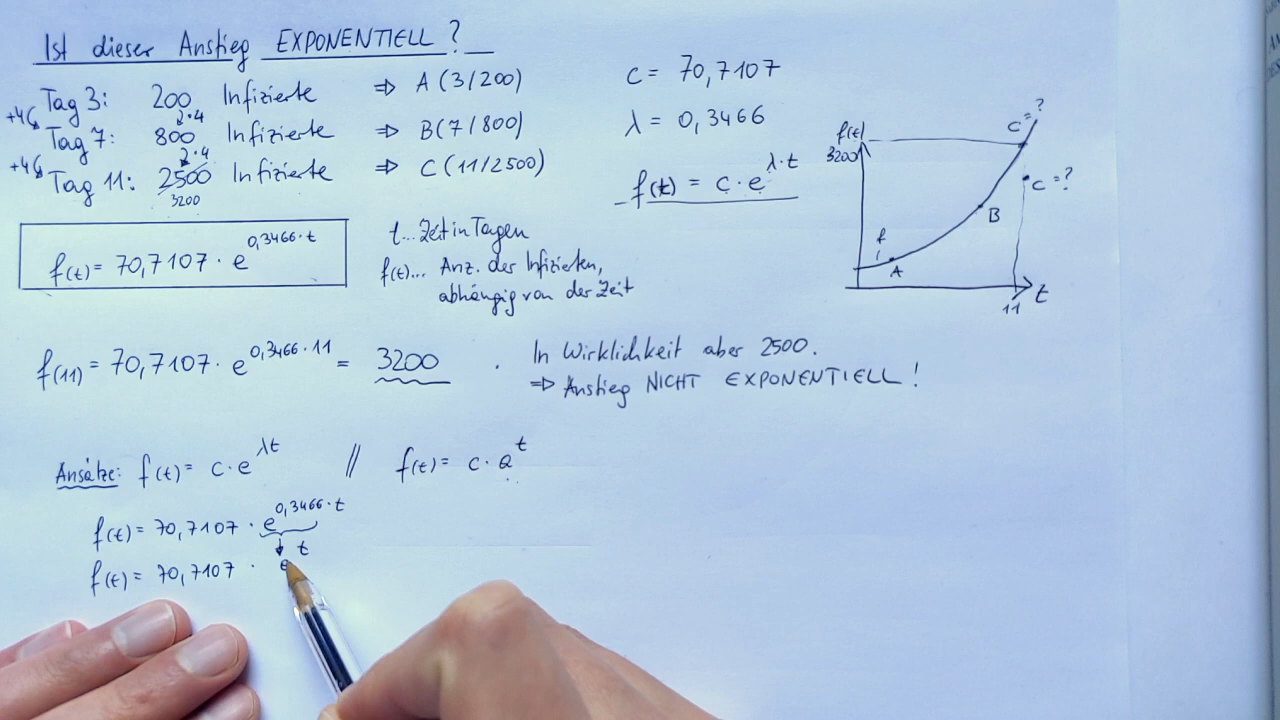 Ist dieser Anstieg EXPONENTIELL?
Tag 3: 200 Infizierte ⇒ A (3/200)
+4 ·4
Tag 7: 800 Infizierte ⇒ B (7/800)
+4 ·4
Tag 11: 2500 Infizierte ⇒ C (11/2500)
3200
c = 70,7107
λ = 0,3466
f(t) = c · e^λ·t
f(t)
3200
C = ?
C = ?
B
f
A
11
t
f(t) = 70,7107 · e^0,3466·t
t... Zeit in Tagen
f(t)... Anz. der Infizierten,
abhängig von der Zeit
f(11) = 70,7107 · e^0,3466·11 = 3200 . In Wirklichkeit aber 2500.
⇒ Anstieg NICHT EXPONENTIELL!
Ansätze: f(t) = c · e^λt // f(t) = c · a^t
f(t) = 70,7107 · e^0,3466·t
f(t) = 70,7107 · e^t